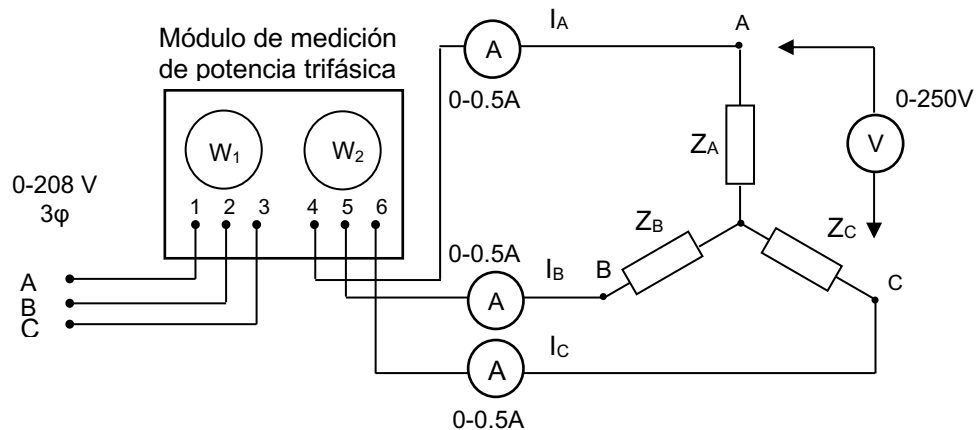 Módulo de medición
de potencia trifásica
W1 W2
1 2 3 4 5 6
0-208 V
3φ
A
B
C
A
IA
0-0.5A
A
0-250V
V
ZA
ZB
ZC
0-0.5A
IB
B
A
C
IC
A
0-0.5A